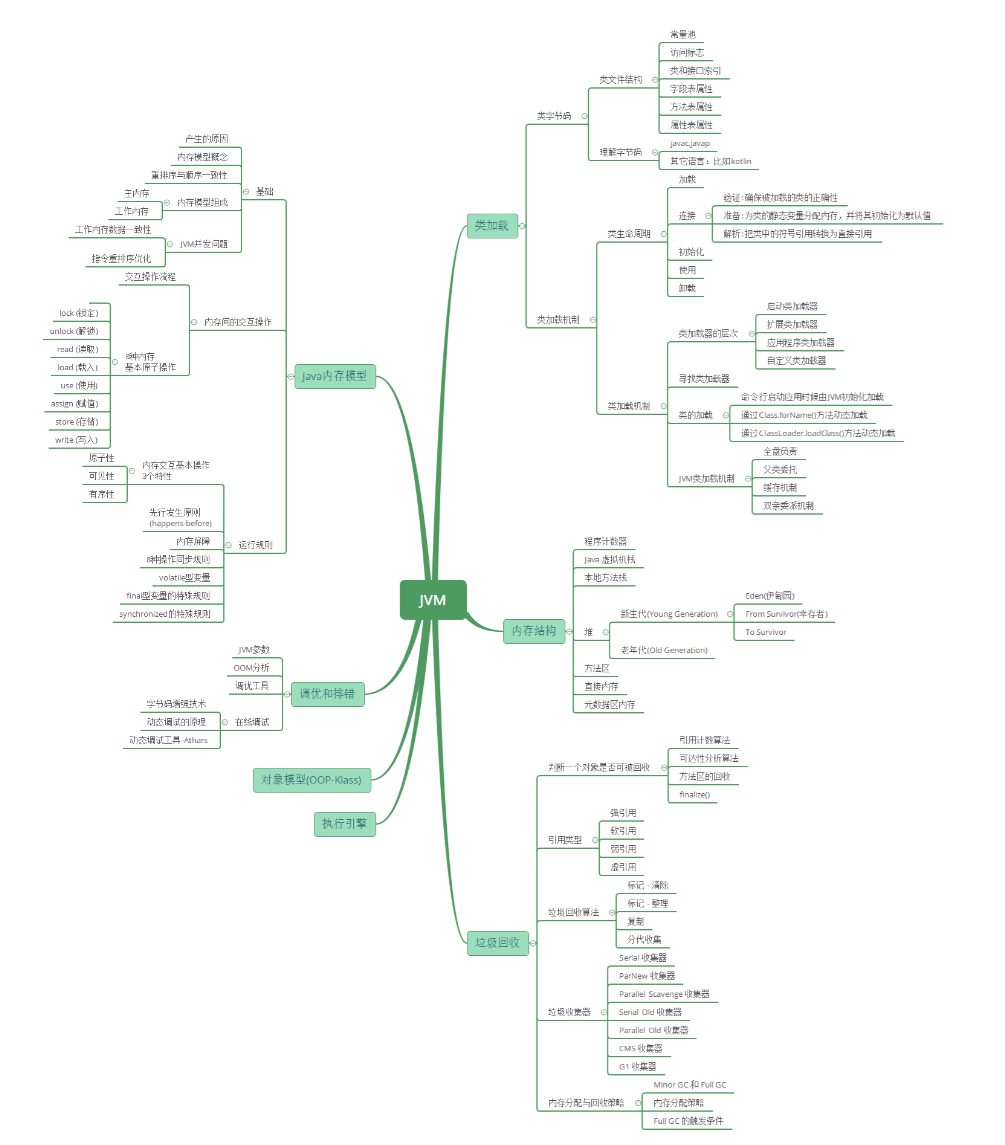 JVM
类加载
类字节码
类文件结构
常量池
访问标志
类和接口索引
字段表属性
方法表属性
属性表属性
理解字节码
javac,javap
其它语言：比如kotlin
类加载机制
类生命周期
加载
连接
验证:确保被加载的类的正确性
准备:为类的静态变量分配内存，并将其初始化为默认值
解析:把类中的符号引用转换为直接引用
初始化
使用
卸载
类加载机制
类加载器的层次
启动类加载器
扩展类加载器
应用程序类加载器
自定义类加载器
寻找类加载器
类的加载
命令行启动应用时候由JVM初始化加载
通过Class.forName()方法动态加载
通过ClassLoader.loadClass()方法动态加载
JVM类加载机制
全盘负责
父类委托
缓存机制
双亲委派机制
内存结构
程序计数器
Java 虚拟机栈
本地方法栈
堆
新生代(Young Generation)
Eden(伊甸园)
From Survivor(幸存者)
To Survivor
老年代(Old Generation)
方法区
直接内存
元数据区内存
垃圾回收
判断一个对象是否可被回收
引用计数算法
可达性分析算法
方法区的回收
finalize()
引用类型
强引用
软引用
弱引用
虚引用
垃圾回收算法
标记 - 清除
标记 - 整理
复制
分代收集
垃圾收集器
Serial 收集器
ParNew 收集器
Parallel Scavenge 收集器
Serial Old 收集器
Parallel Old 收集器
CMS 收集器
G1 收集器
内存分配与回收策略
Minor GC 和 Full GC
内存分配策略
Full GC 的触发条件
Java内存模型
基础
产生的原因
内存模型概念
重排序与顺序一致性
内存模型组成
主内存
工作内存
JVM并发问题
工作内存数据一致性
指令重排序优化
内存间的交互操作
交互操作流程
8种内存
基本原子操作
lock (锁定)
unlock (解锁)
read (读取)
load (载入)
use (使用)
assign (赋值)
store (存储)
write (写入)
运行规则
内存交互基本操作
3个特性
原子性
可见性
有序性
先行发生原则
(happens-before)
内存屏障
8种操作同步规则
volatile型变量
final型变量的特殊规则
synchronized的特殊规则
调优和排错
JVM参数
OOM分析
调优工具
在线调试
字节码增强技术
动态调试的原理
动态调试工具-Athars
对象模型(OOP-Klass)
执行引擎